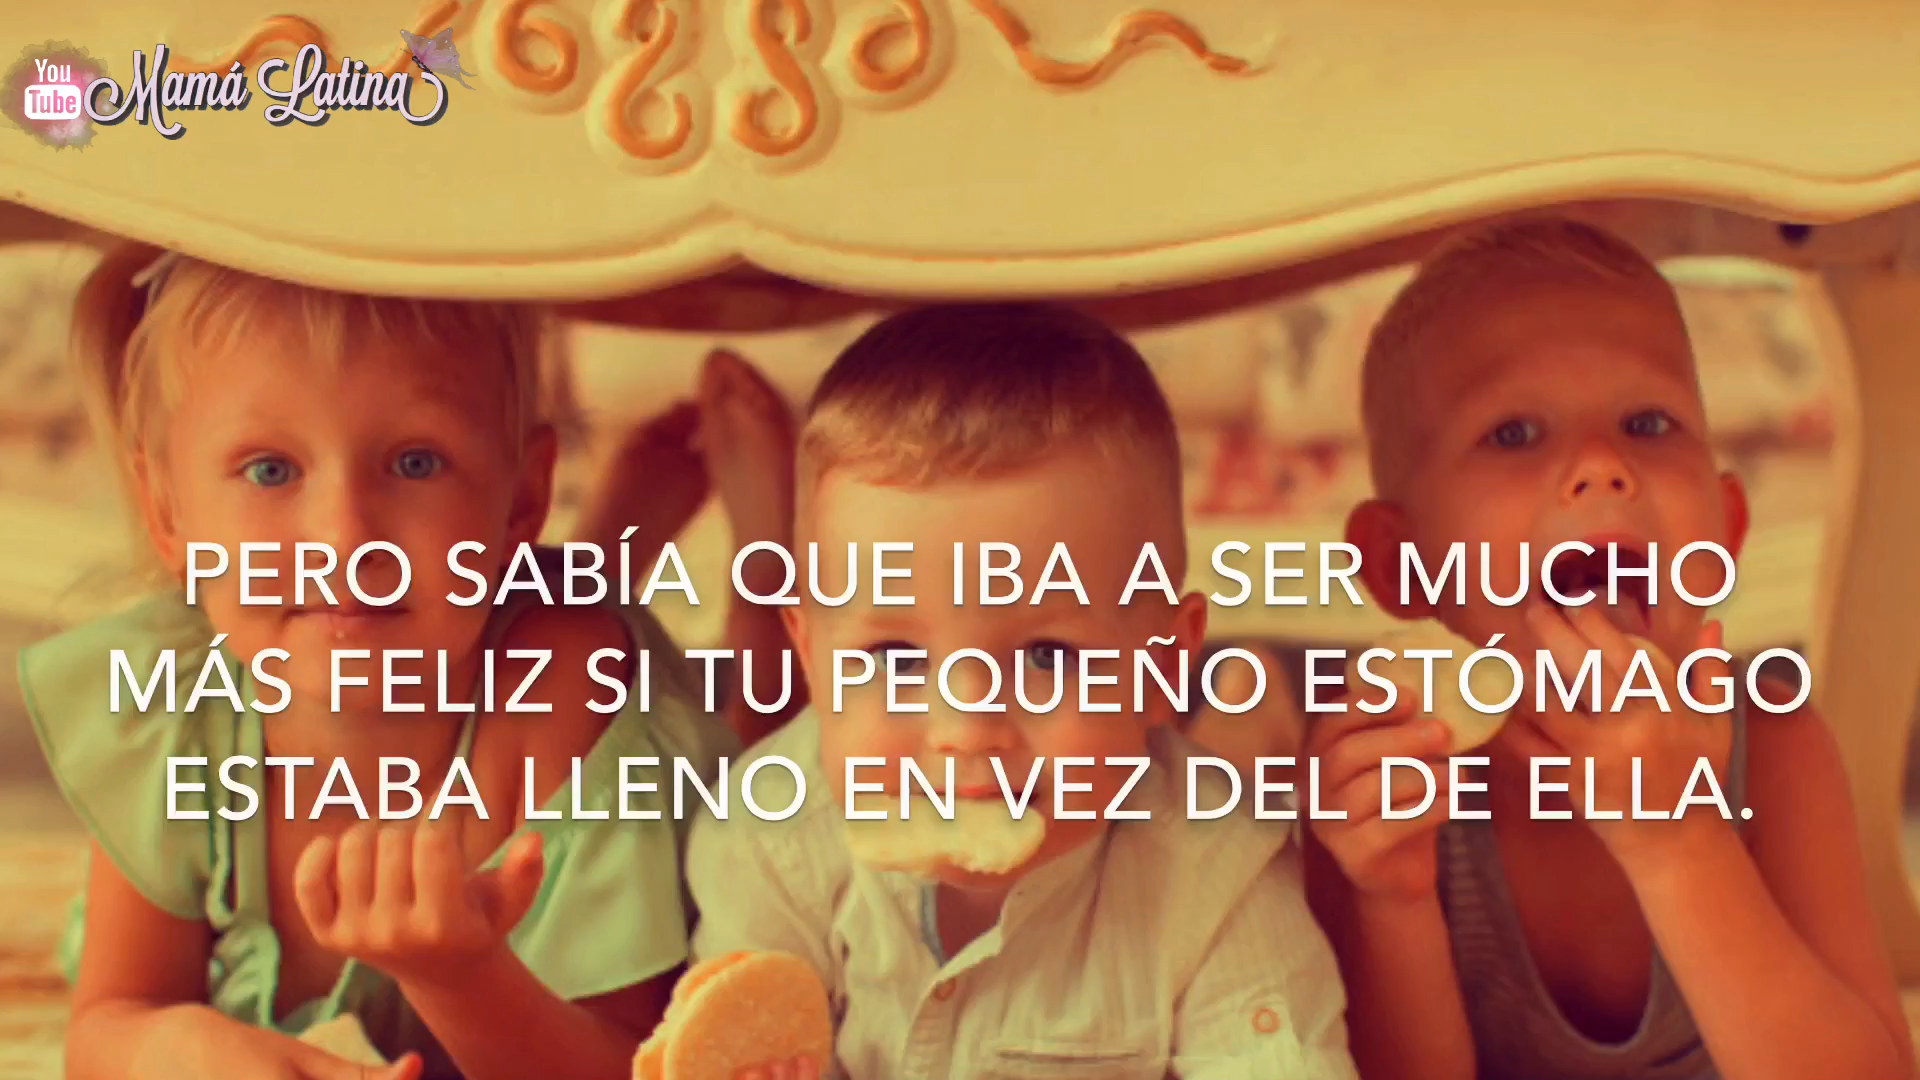 You
Tube
Mamá Latina
PERO SABÍA QUE IBA A SER MUCHO
MÁS FELIZ SI TU PEQUEÑO ESTÓMAGO
ESTABA LLENO EN VEZ DEL DE ELLA.